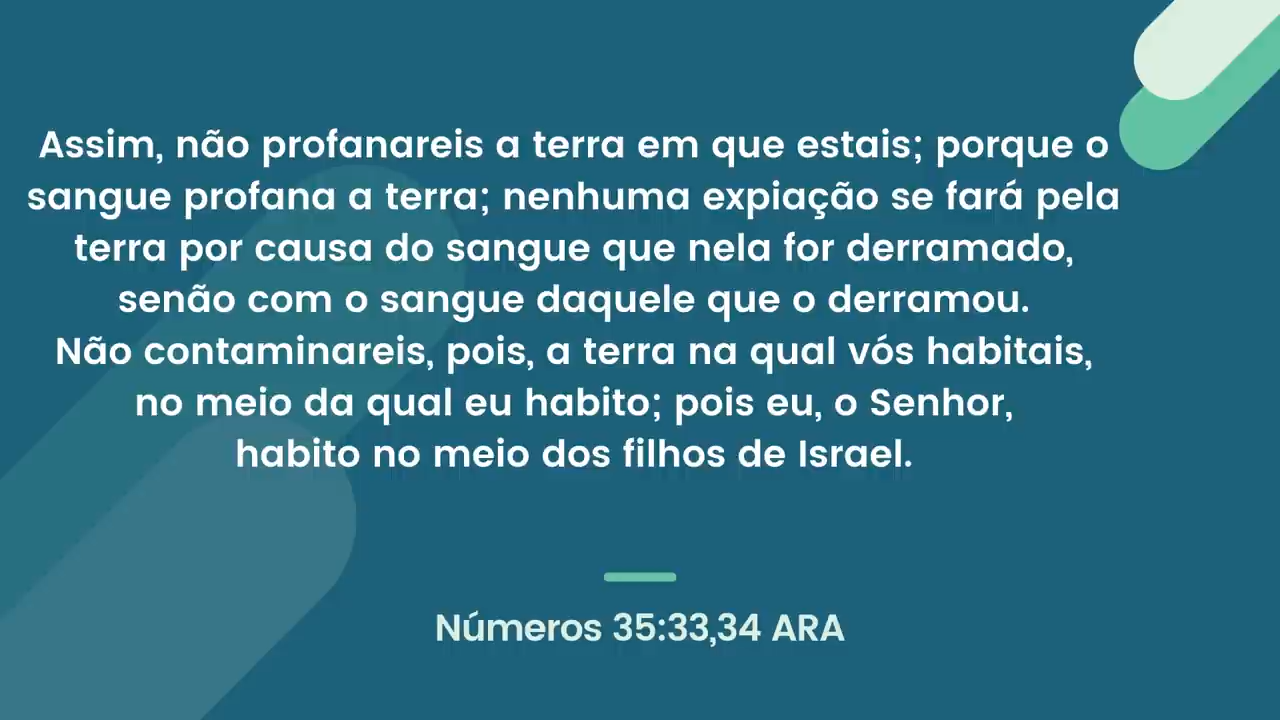 Assim, não profanareis a terra em que estais; porque o
sangue profana a terra; nenhuma expiação se fará pela
terra por causa do sangue que nela for derramado,
senão com o sangue daquele que o derramou.
Não contaminareis, pois, a terra na qual vós habitais,
no meio da qual eu habito; pois eu, o Senhor,
habito no meio dos filhos de Israel.
Números 35:33,34 ARA